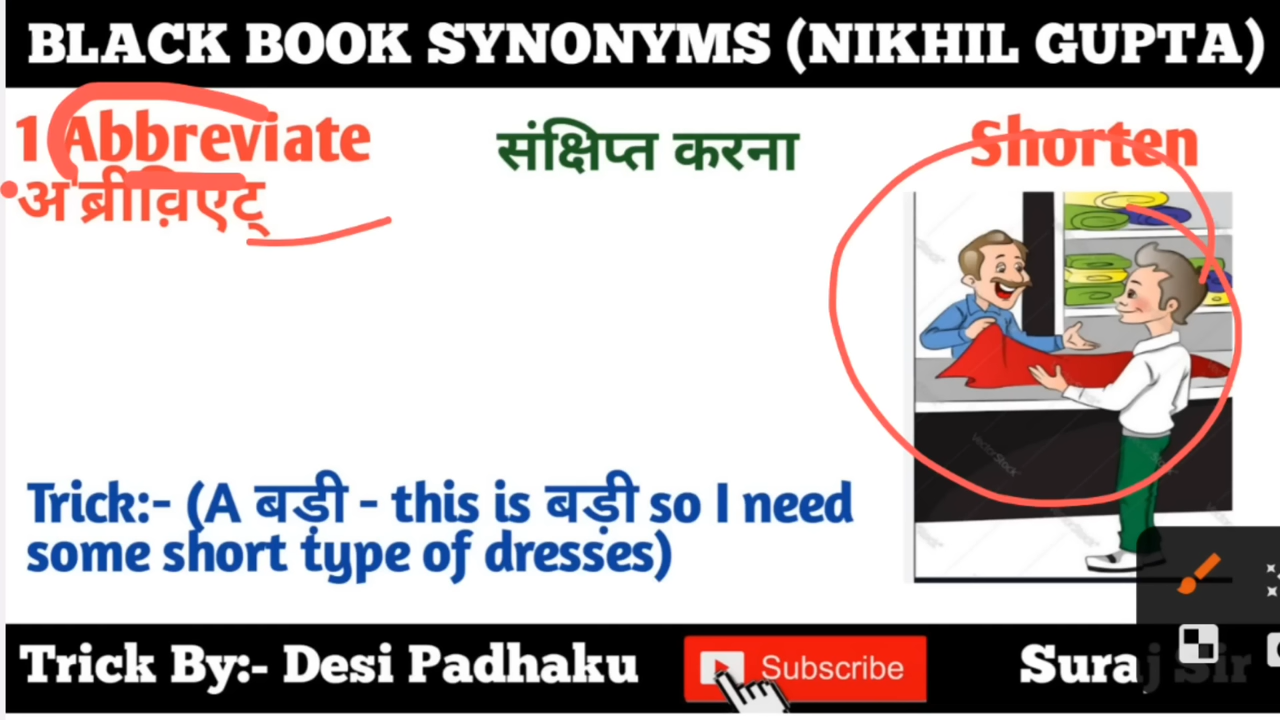 BLACK BOOK SYNONYMS (NIKHIL GUPTA)
1 Abbreviate
संक्षिप्त करना
Shorten
अ ब्रीव़िएट्
Trick:- (A बड़ी - this is बड़ी so I need
some short type of dresses)
Trick By:- Desi Padhaku
Subscribe
Suraj Sir